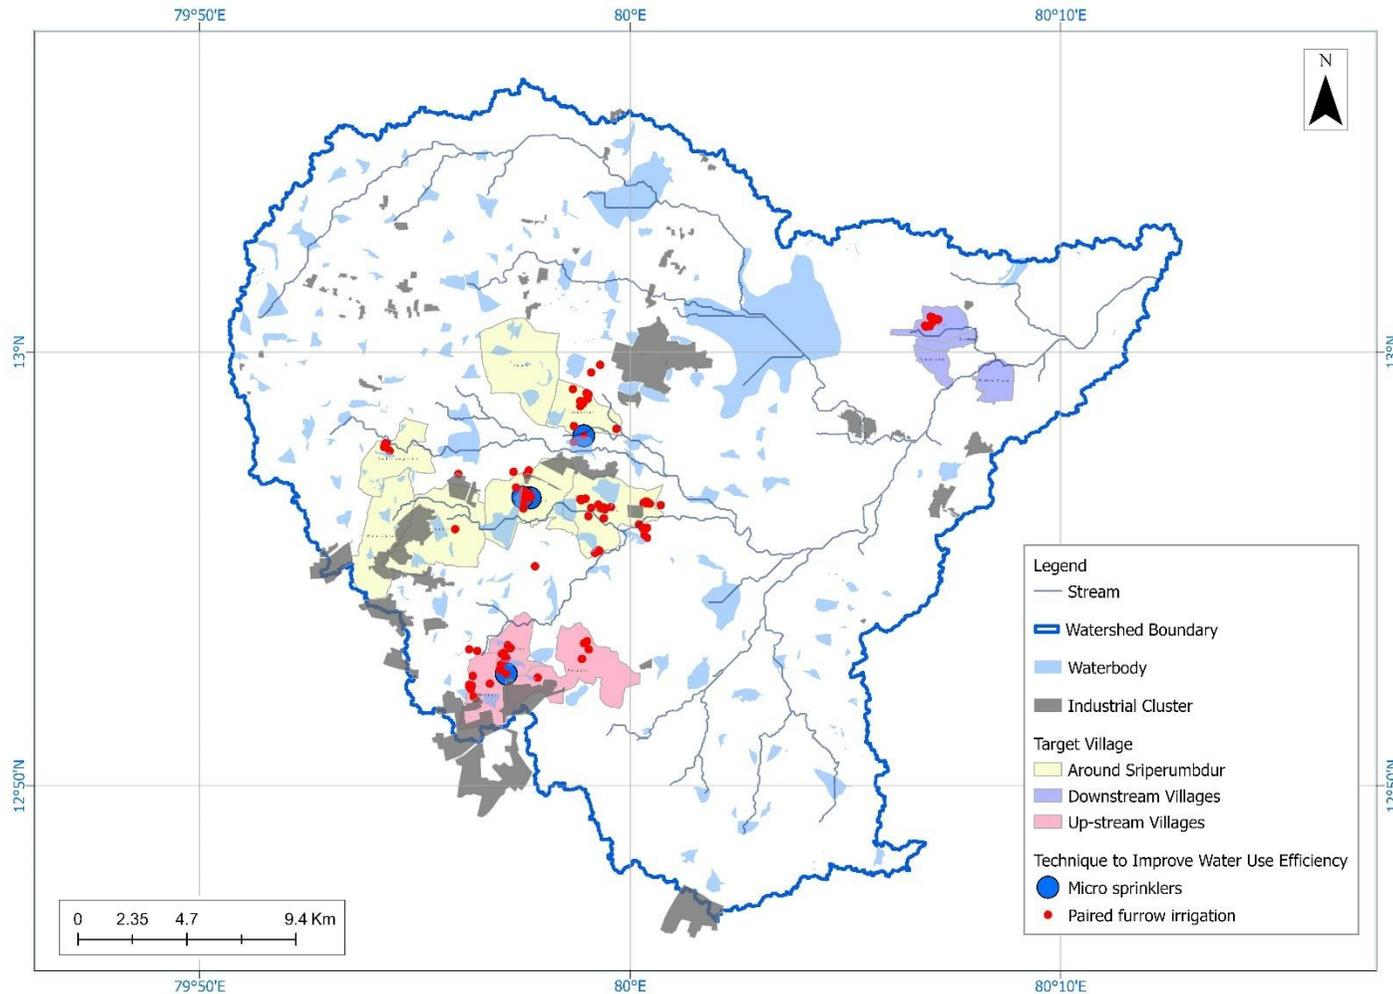 79°50'E 80°E 80°10'E
N
13°N
13°N
12°50'N
12°50'N
Legend
Stream
Watershed Boundary
Waterbody
Industrial Cluster
Target Village
Around Sriperumbdur
Downstream Villages
Up-stream Villages
Technique to Improve Water Use Efficiency
Micro sprinklers
Paired furrow irrigation
0 2.35 4.7 9.4 Km
79°50'E 80°E 80°10'E